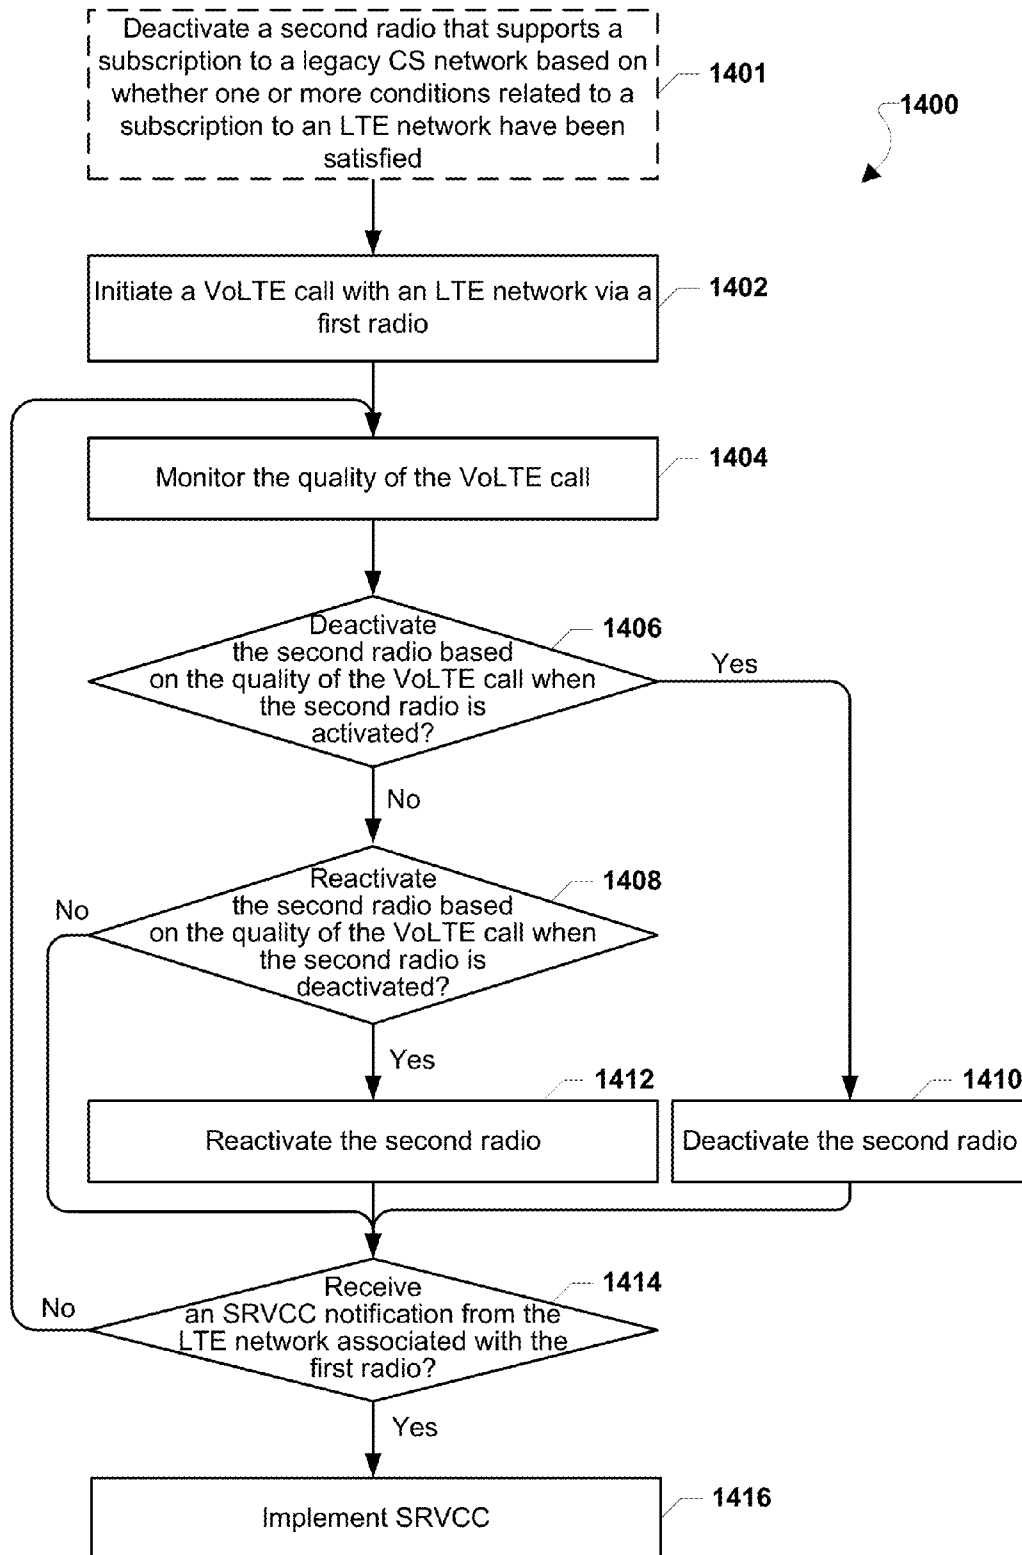 Deactivate a second radio that supports a
subscription to a legacy CS network based on
whether one or more conditions related to a
subscription to an LTE network have been
satisfied
1401
1400
Initiate a VoLTE call with an LTE network via a
first radio
1402
Monitor the quality of the VoLTE call
1404
Deactivate
the second radio based
on the quality of the VoLTE call when
the second radio is
activated?
1406
Yes
No
Reactivate
the second radio based
on the quality of the VoLTE call when
the second radio is
deactivated?
1408
No
Yes
1412
1410
Reactivate the second radio
Deactivate the second radio
Receive
an SRVCC notification from the
LTE network associated with the
first radio?
1414
No
Yes
Implement SRVCC
1416